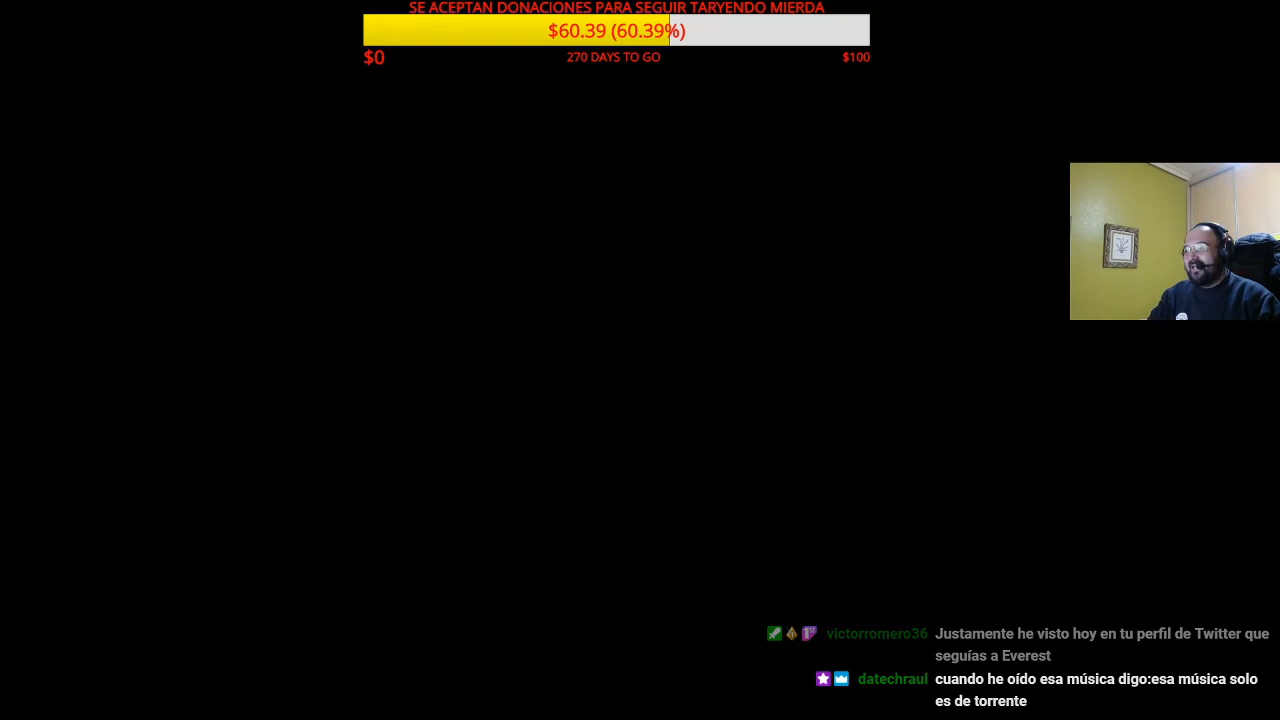 SE ACEPTAN DONACIONES PARA SEGUIR TARYENDO MIERDA
$60.39 (60.39%)
$0 270 DAYS TO GO $100
victorromero36 Justamente he visto hoy en tu perfil de Twitter que
seguías a Everest
datechraul cuando he oído esa música digo:esa música solo
es de torrente